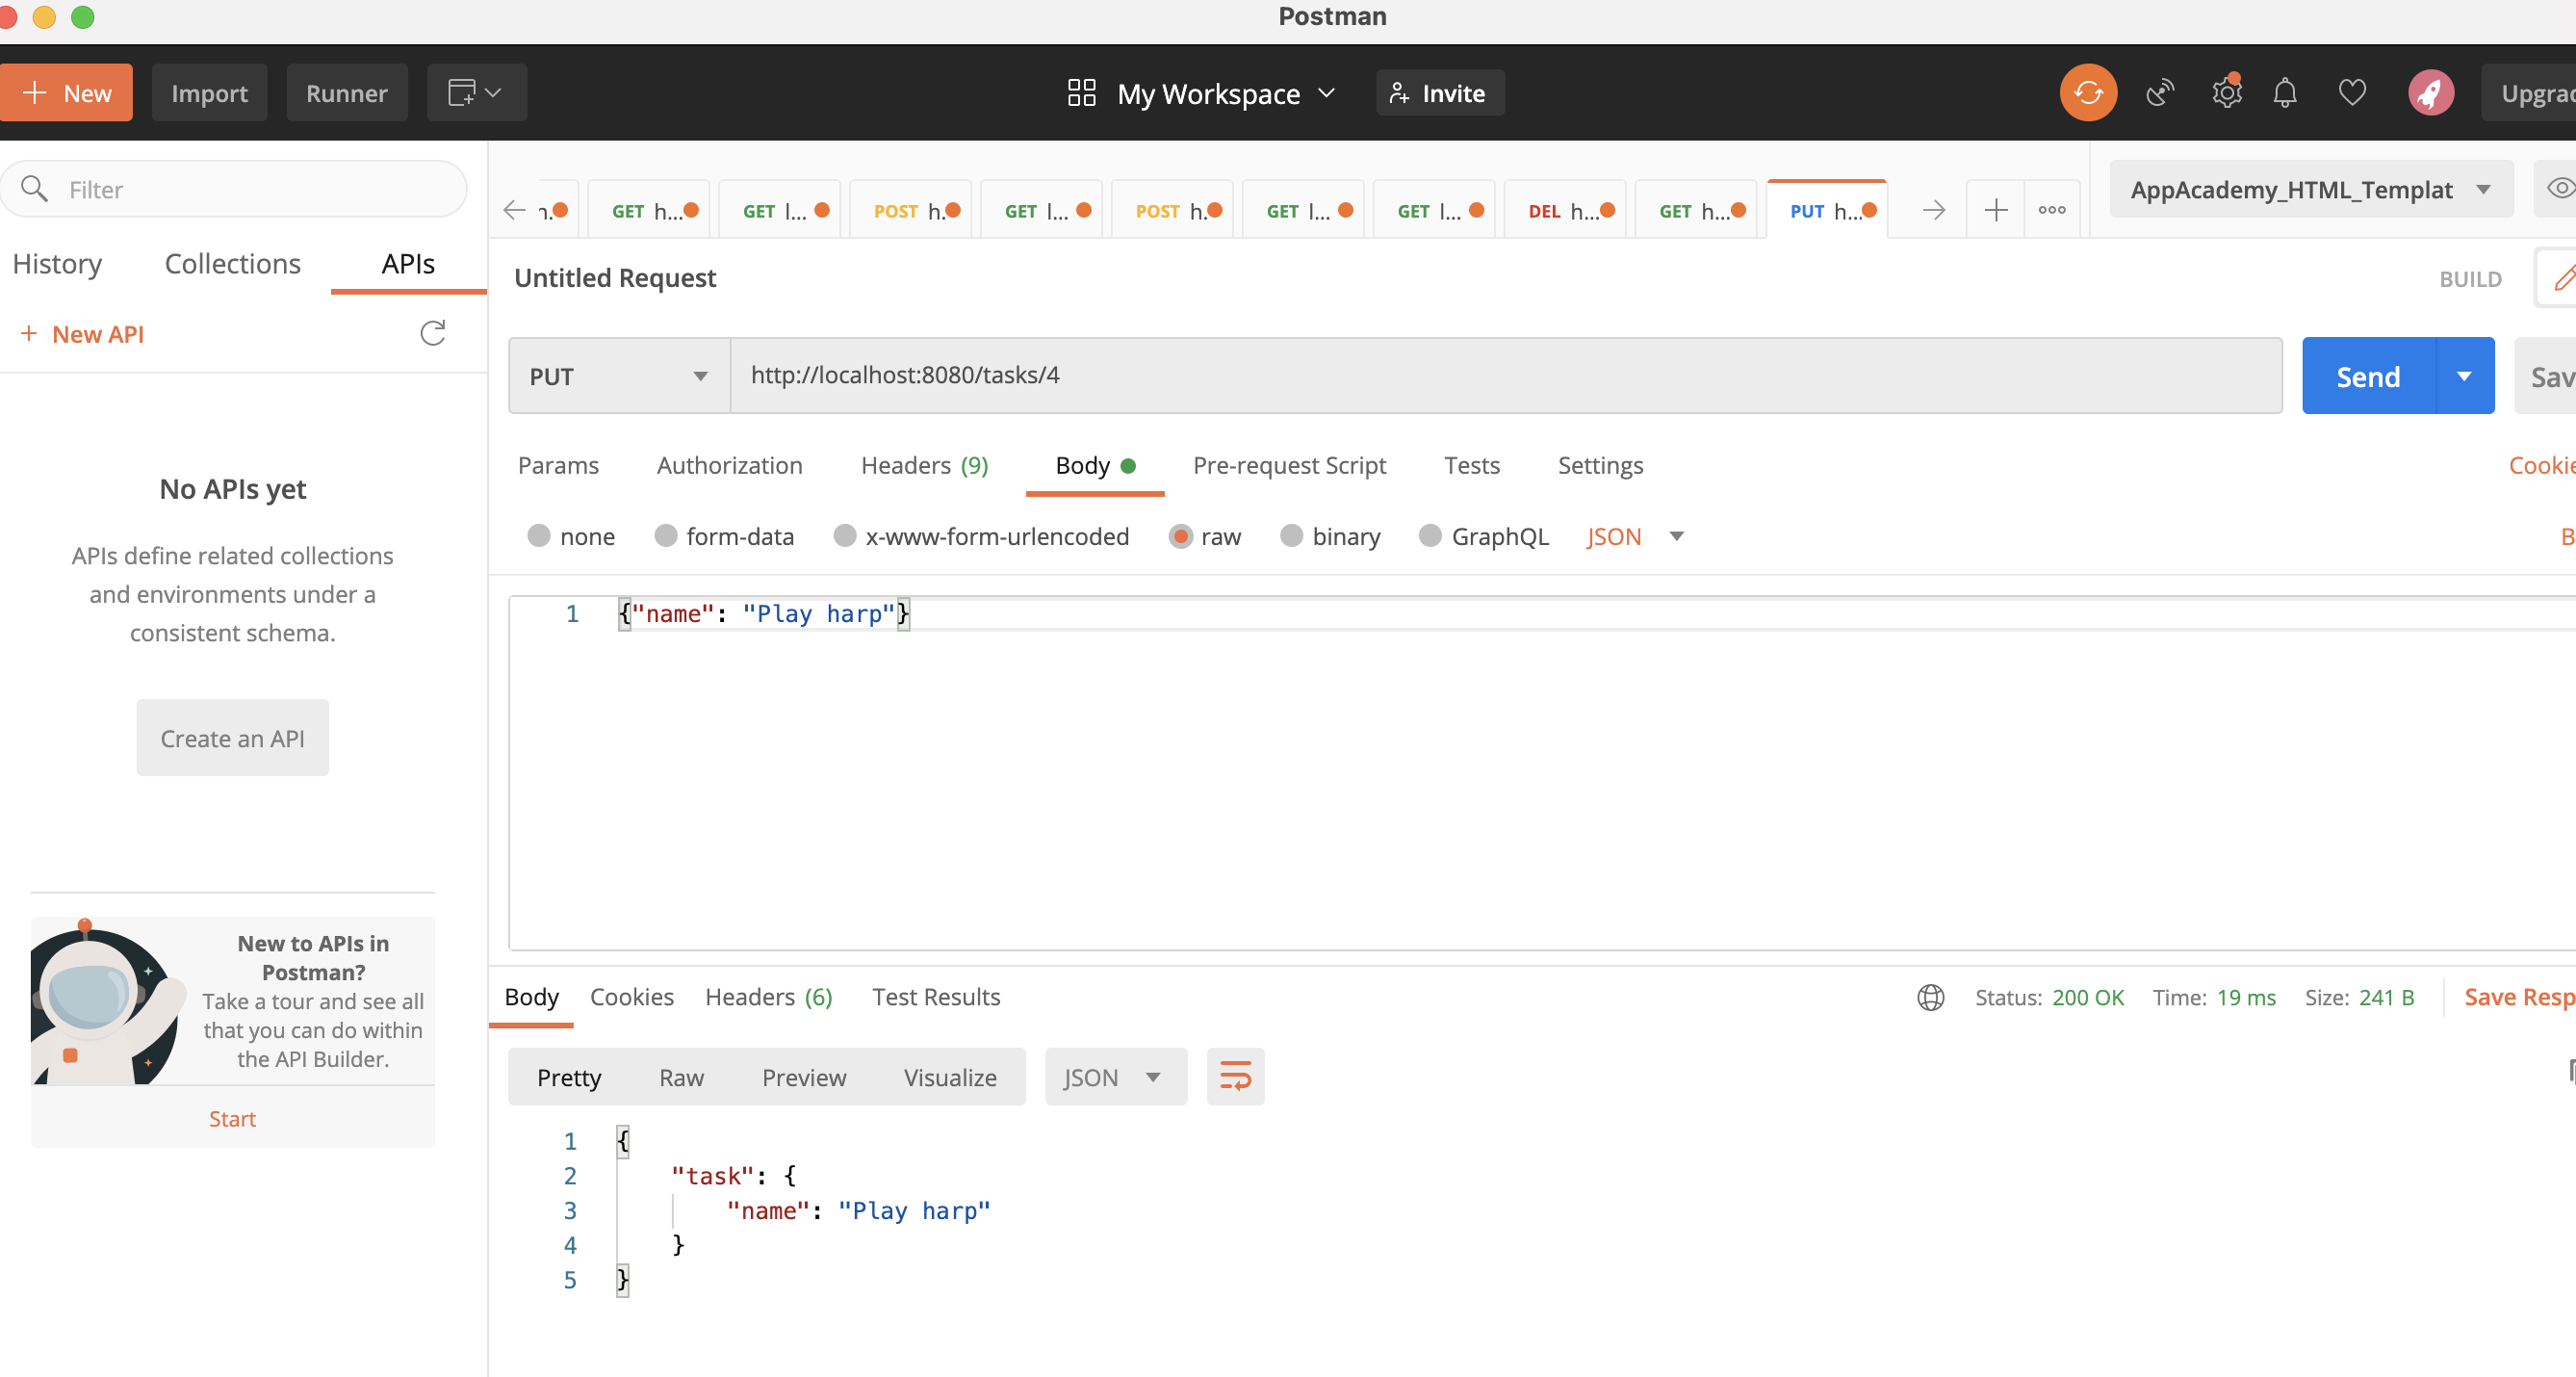 Postman
New
Import
Runner
My Workspace
Invite
Filter
GET h...
GET l...
POST h.
GET l...
POST h.
GET l...
GET l...
DEL h...
GET h...
PUT h...
AppAcademy_HTML_Templat
History Collections APIs
+ New API
No APIs yet
APIs define related collections
and environments under a
consistent schema.
Create an API
New to APIs in
Postman?
Take a tour and see all
that you can do within
the API Builder.
Start
Untitled Request
BUILD
PUT
http://localhost:8080/tasks/4
Send
Params Authorization Headers (9) Body Pre-request Script Tests Settings
none form-data x-www-form-urlencoded raw binary GraphQL JSON
1 {"name": "Play harp"}
Body Cookies Headers (6) Test Results
Status: 200 OK Time: 19 ms Size: 241 B
Save Resp
Pretty Raw Preview Visualize JSON
1 {
2 "task": {
3 "name": "Play harp"
4 }
5 }